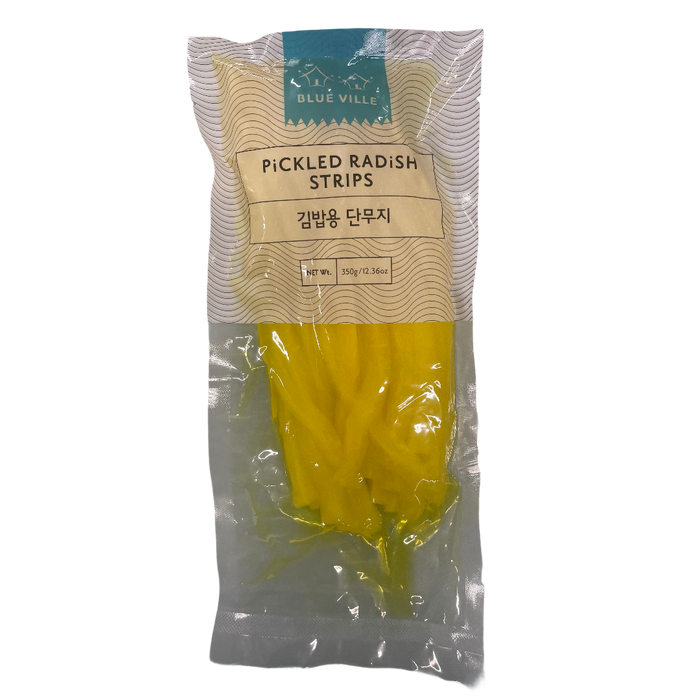 BLUE VILLE
PiCKLED RADiSH
STRIPS
김밥용 단무지
NET Wt. 350g/12.36oz